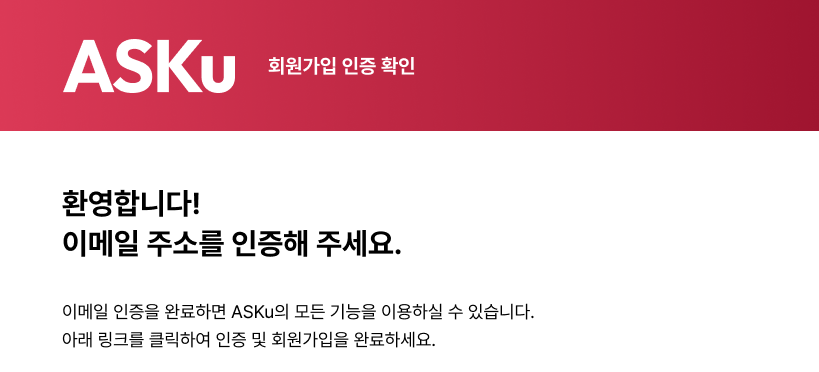 ASKu 회원가입 인증 확인
환영합니다!
이메일 주소를 인증해 주세요.
이메일 인증을 완료하면 ASKu의 모든 기능을 이용하실 수 있습니다.
아래 링크를 클릭하여 인증 및 회원가입을 완료하세요.